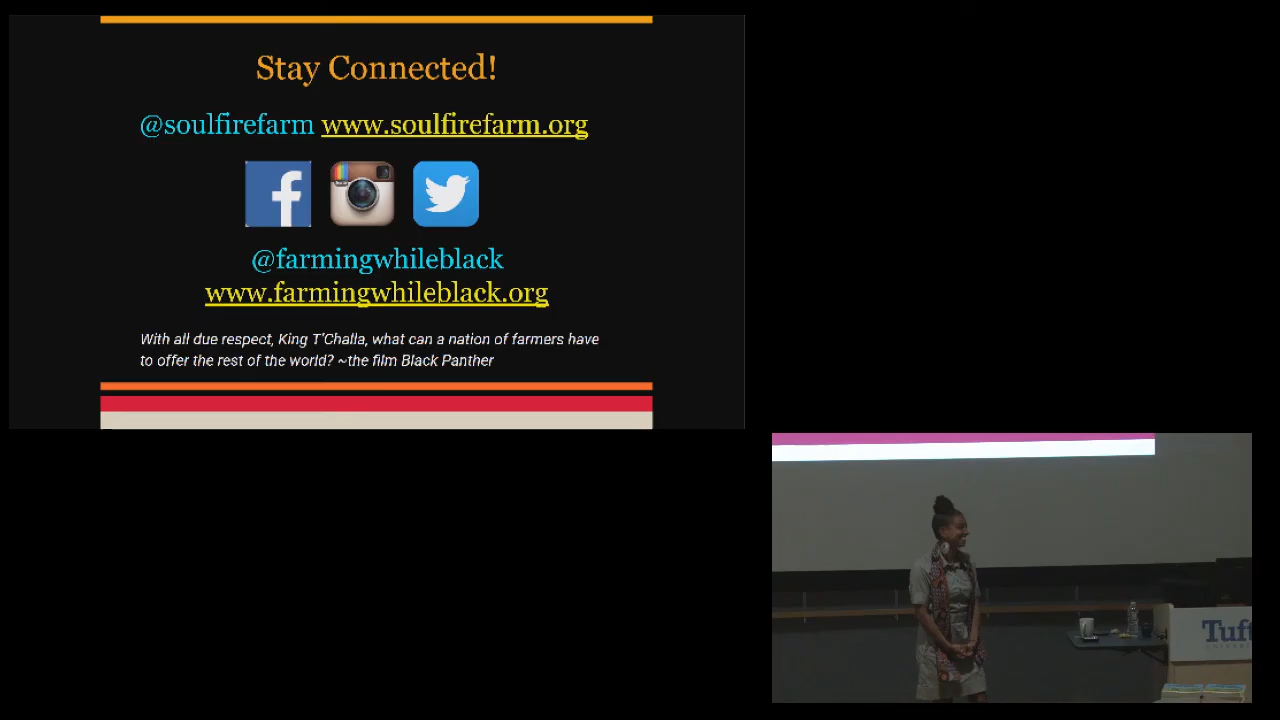 Stay Connected!
@soulfirefarm www.soulfirefarm.org
@farmingwhileblack
www.farmingwhileblack.org
With all due respect, King T'Challa, what can a nation of farmers have
to offer the rest of the world? ~the film Black Panther
Tuft